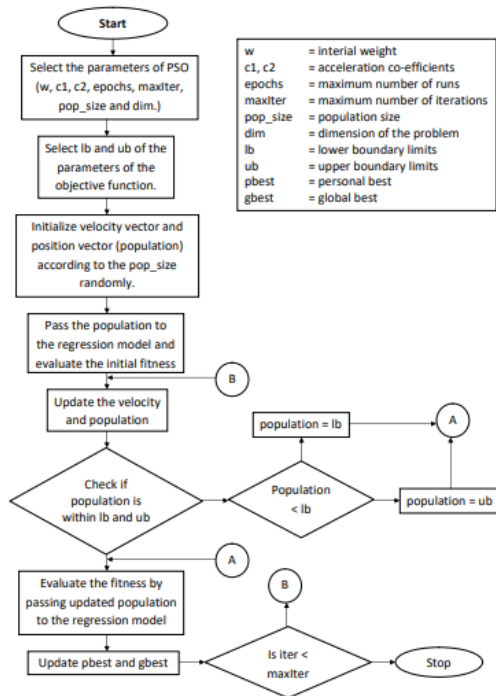 Start
Select the parameters of PSO
(w, c1, c2, epochs, maxIter,
pop_size and dim.)
Select lb and ub of the
parameters of the
objective function.
Initialize velocity vector and
position vector (population)
according to the pop_size
randomly.
Pass the population to
the regression model and
evaluate the initial fitness
B
Update the velocity
and population
Check if
population is
within lb and ub
Population
< lb
population = lb
population = ub
A
A
Evaluate the fitness by
passing updated population
to the regression model
Update pbest and gbest
Is iter <
maxIter
B
Stop
w = interial weight
c1, c2 = acceleration co-efficients
epochs = maximum number of runs
maxIter = maximum number of iterations
pop_size = population size
dim = dimension of the problem
lb = lower boundary limits
ub = upper boundary limits
pbest = personal best
gbest = global best